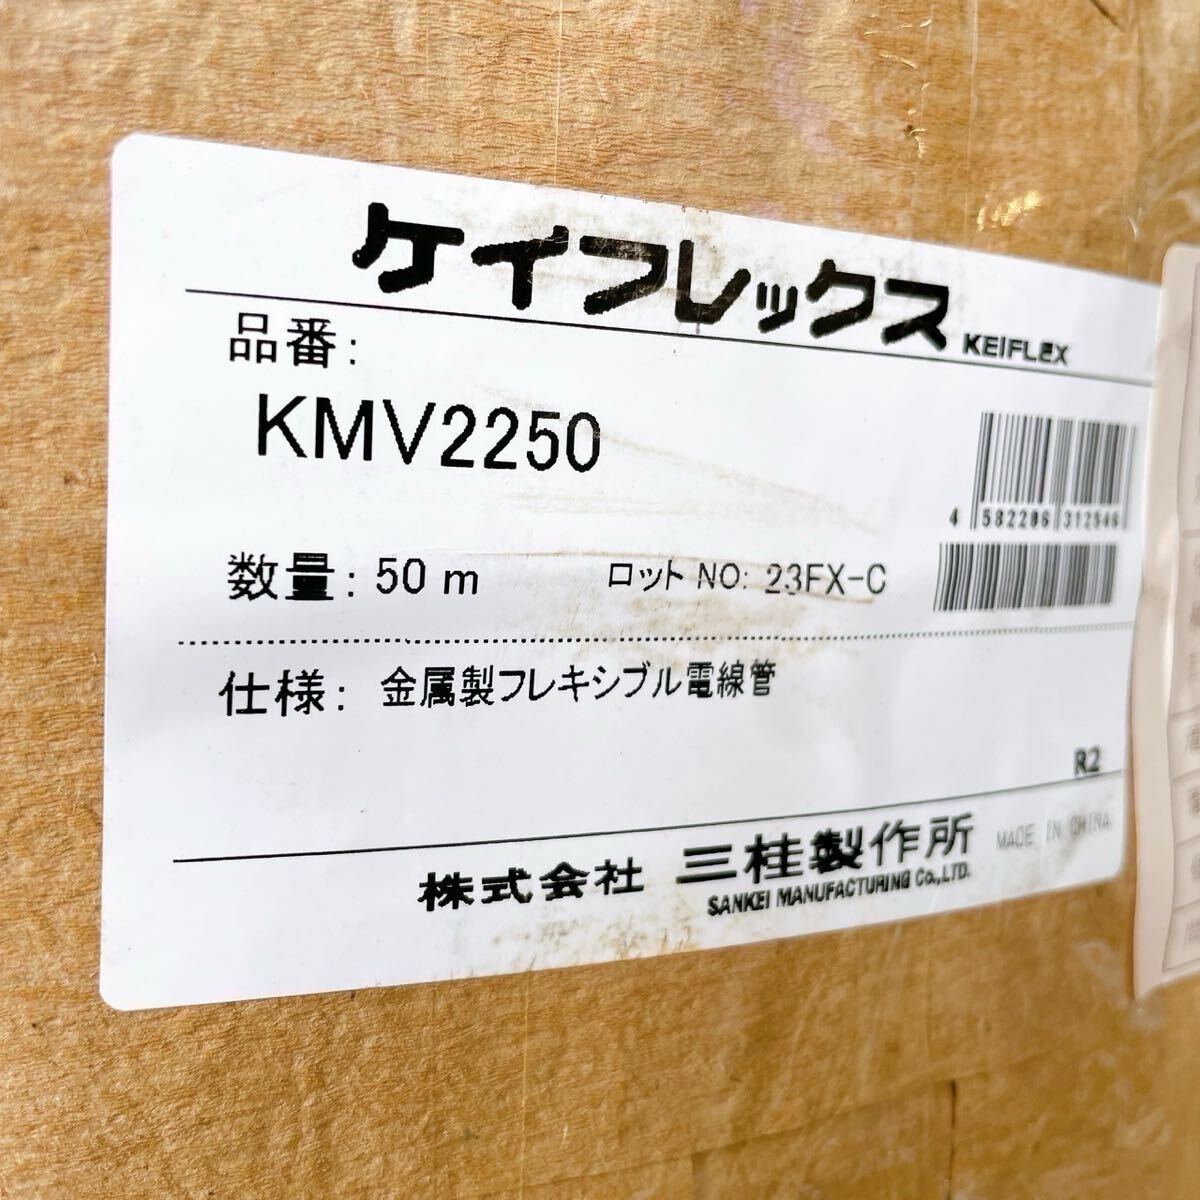 ケイフレックス KEIFLEX
品番:
KMV2250
4 582286 312546
数量: 50 m ロット NO: 23FX-C
仕様: 金属製フレキシブル電線管
R2
株式会社 三桂製作所 MADE IN CHINA
SANKEI MANUFACTURING Co.,LTD.